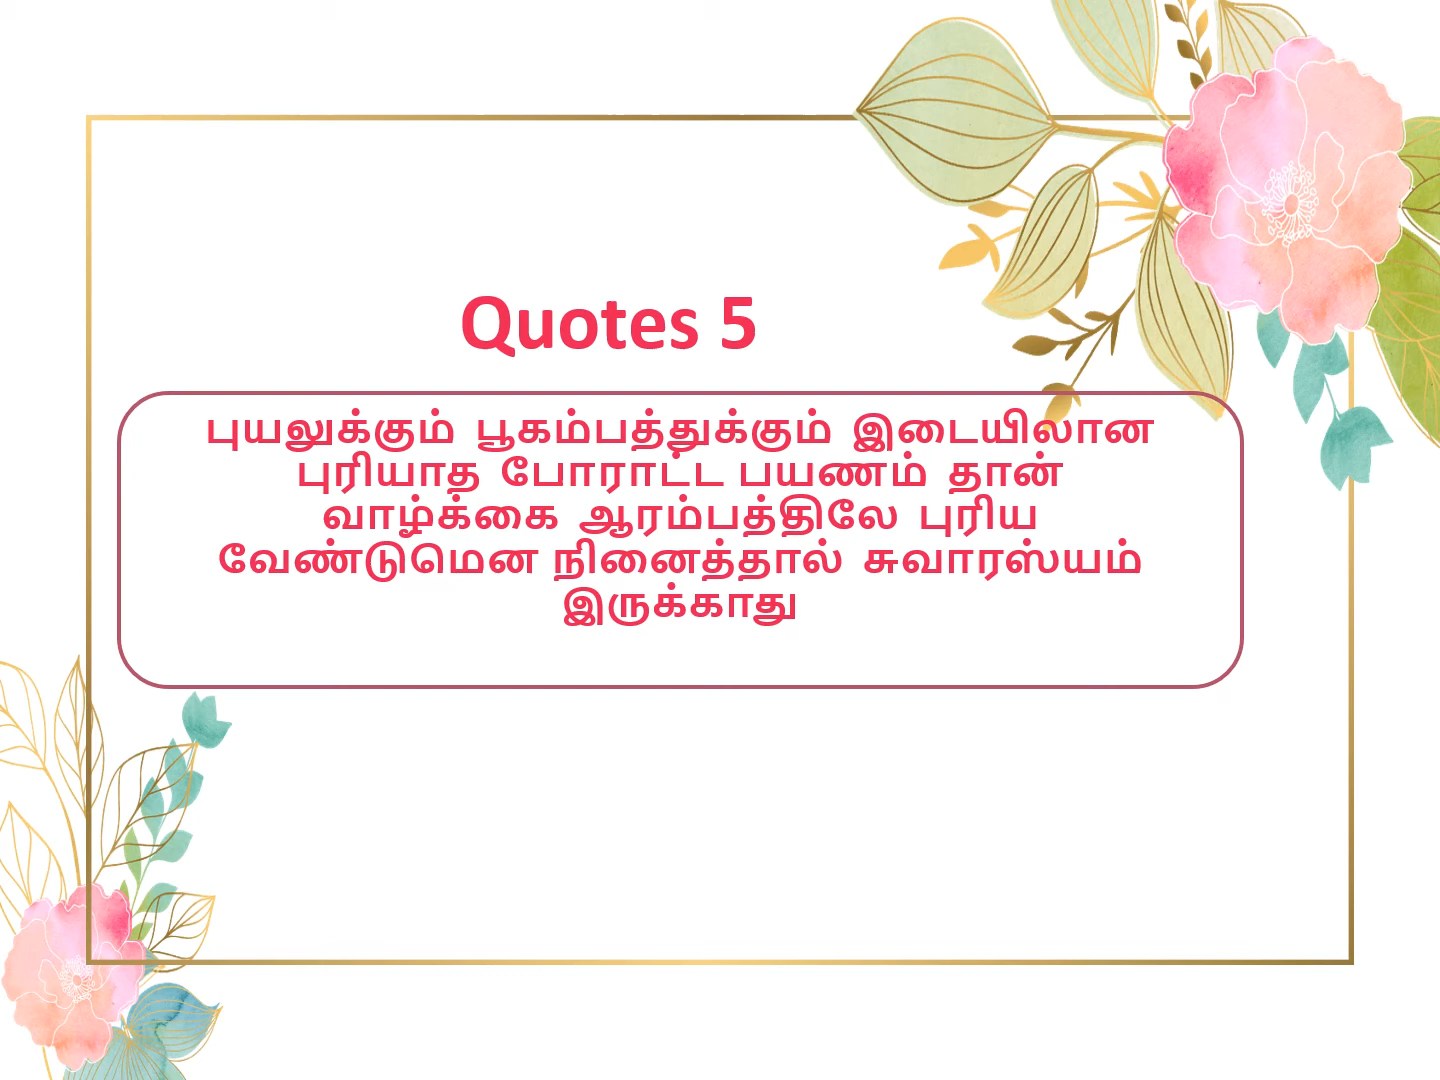 Quotes 5
புயலுக்கும் பூகம்பத்துக்கும் இடையிலான
புரியாத போராட்ட பயணம் தான்
வாழ்க்கை ஆரம்பத்திலே புரிய
வேண்டுமென நினைத்தால் சுவாரஸ்யம்
இருக்காது